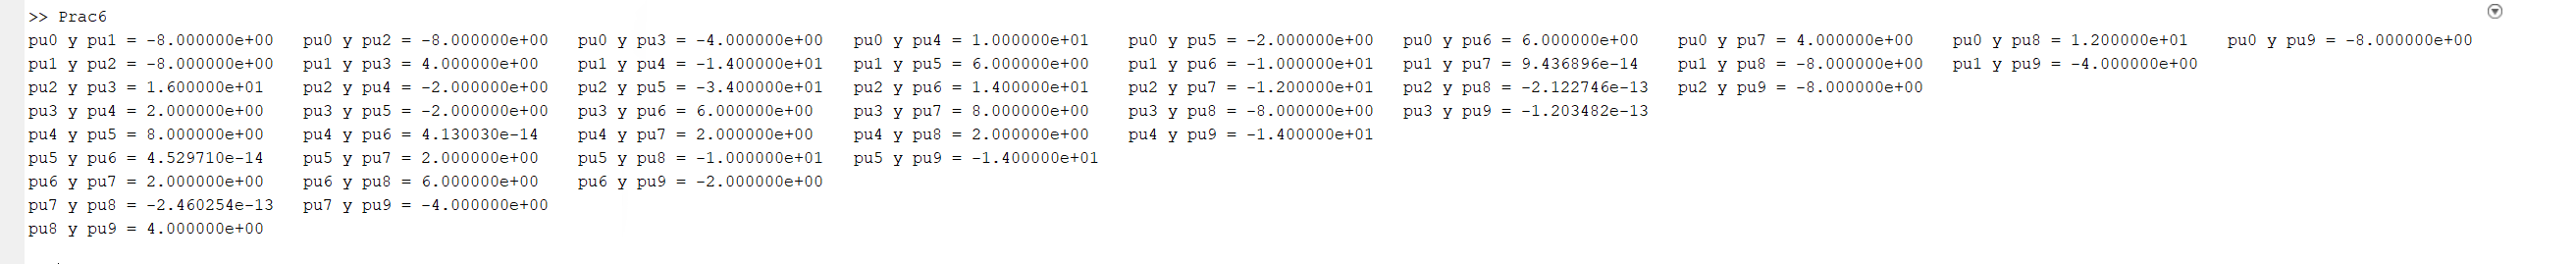 >> Prac6
pu0 y pu1 = -8.000000e+00   pu0 y pu2 = -8.000000e+00   pu0 y pu3 = -4.000000e+00   pu0 y pu4 = 1.000000e+01    pu0 y pu5 = -2.000000e+00   pu0 y pu6 = 6.000000e+00    pu0 y pu7 = 4.000000e+00    pu0 y pu8 = 1.200000e+01    pu0 y pu9 = -8.000000e+00
pu1 y pu2 = -8.000000e+00   pu1 y pu3 = 4.000000e+00    pu1 y pu4 = -1.400000e+01   pu1 y pu5 = 6.000000e+00    pu1 y pu6 = -1.000000e+01   pu1 y pu7 = 9.436896e-14    pu1 y pu8 = -8.000000e+00   pu1 y pu9 = -4.000000e+00
pu2 y pu3 = 1.600000e+01    pu2 y pu4 = -2.000000e+00   pu2 y pu5 = -3.400000e+01   pu2 y pu6 = 1.400000e+01    pu2 y pu7 = -1.200000e+01   pu2 y pu8 = -2.122746e-13   pu2 y pu9 = -8.000000e+00
pu3 y pu4 = 2.000000e+00    pu3 y pu5 = -2.000000e+00   pu3 y pu6 = 6.000000e+00    pu3 y pu7 = 8.000000e+00    pu3 y pu8 = -8.000000e+00   pu3 y pu9 = -1.203482e-13
pu4 y pu5 = 8.000000e+00    pu4 y pu6 = 4.130030e-14    pu4 y pu7 = 2.000000e+00    pu4 y pu8 = 2.000000e+00    pu4 y pu9 = -1.400000e+01
pu5 y pu6 = 4.529710e-14    pu5 y pu7 = 2.000000e+00    pu5 y pu8 = -1.000000e+01   pu5 y pu9 = -1.400000e+01
pu6 y pu7 = 2.000000e+00    pu6 y pu8 = 6.000000e+00    pu6 y pu9 = -2.000000e+00
pu7 y pu8 = -2.460254e-13   pu7 y pu9 = -4.000000e+00
pu8 y pu9 = 4.000000e+00